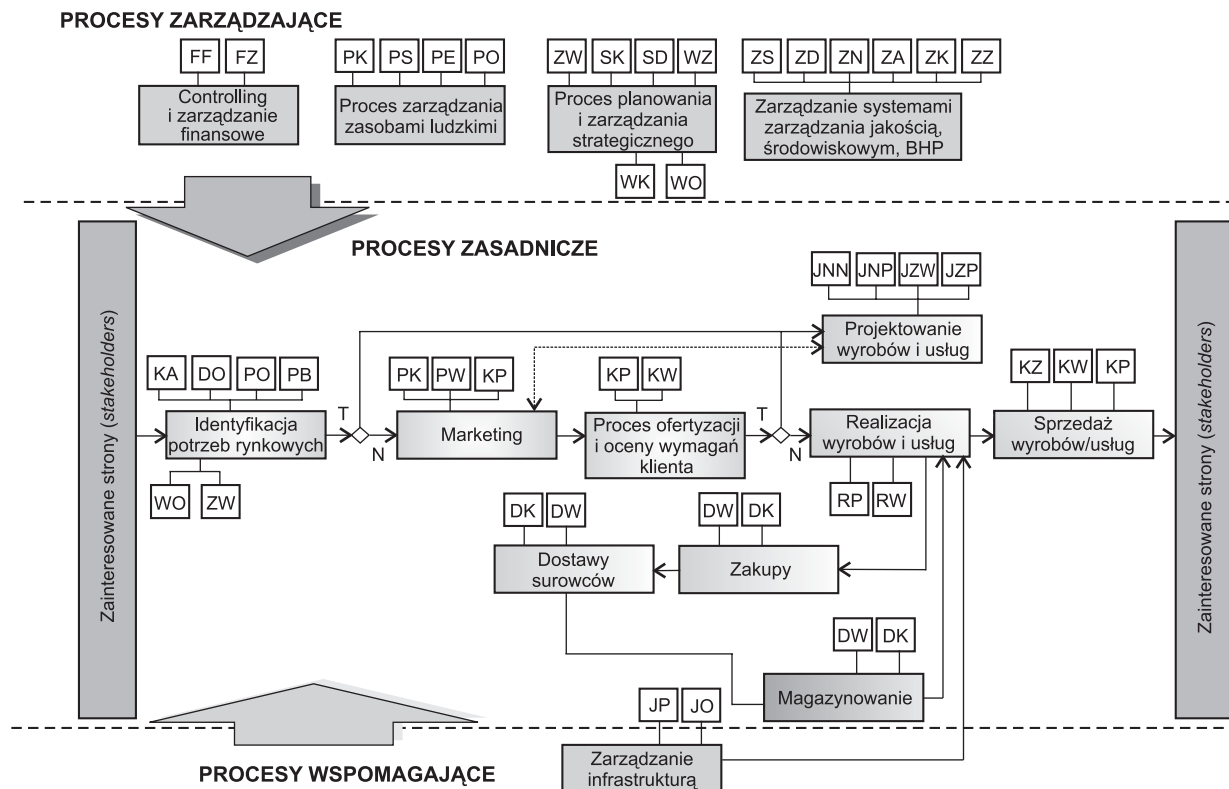 PROCESY ZARZĄDZAJĄCE
FF FZ PK PS PE PO ZW SK SD WZ ZS ZD ZN ZA ZK ZZ
Controlling
i zarządzanie
finansowe
Proces zarządzania
zasobami ludzkimi
Proces planowania
i zarządzania
strategicznego
Zarządzanie systemami
zarządzania jakością,
środowiskowym, BHP
WK WO
PROCESY ZASADNICZE
Zainteresowane strony (stakeholders)
JNN JNP JZW JZP
Projektowanie
wyrobów i usług
KA DO PO PB
Identyfikacja
potrzeb rynkowych
WO ZW
T
N
PK PW KP
Marketing
KP KW
Proces ofertyzacji
i oceny wymagań
klienta
T
N
Realizacja
wyrobów i usług
RP RW
KZ KW KP
Sprzedaż
wyrobów/usług
DK DW
Dostawy
surowców
DW DK
Zakupy
DW DK
Magazynowanie
Zainteresowane strony (stakeholders)
JP JO
Zarządzanie
infrastrukturą
PROCESY WSPOMAGAJĄCE